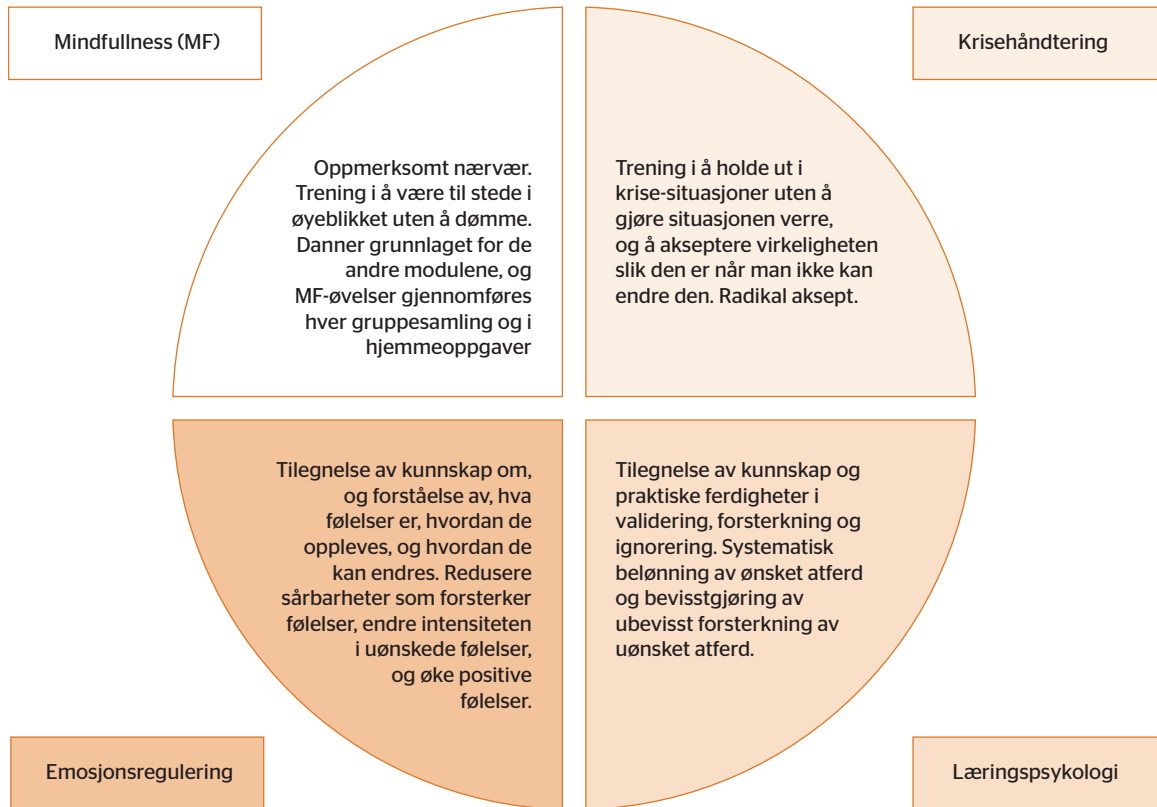 Mindfullness (MF)
Krisehåndtering
Oppmerksomt nærvær.
Trening i å være til stede i
øyeblikket uten å dømme.
Danner grunnlaget for de
andre modulene, og
MF-øvelser gjennomføres
hver gruppesamling og i
hjemmeoppgaver
Trening i å holde ut i
krise-situasjoner uten å
gjøre situasjonen verre,
og å akseptere virkeligheten
slik den er når man ikke kan
endre den. Radikal aksept.
Tilegnelse av kunnskap om,
og forståelse av, hva
følelser er, hvordan de
oppleves, og hvordan de
kan endres. Redusere
sårbarheter som forsterker
følelser, endre intensiteten
i uønskede følelser,
og øke positive
følelser.
Tilegnelse av kunnskap og
praktiske ferdigheter i
validering, forsterkning og
ignorering. Systematisk
belønning av ønsket atferd
og bevisstgjøring av
ubevisst forsterkning av
uønsket atferd.
Emosjonsregulering
Læringspsykologi